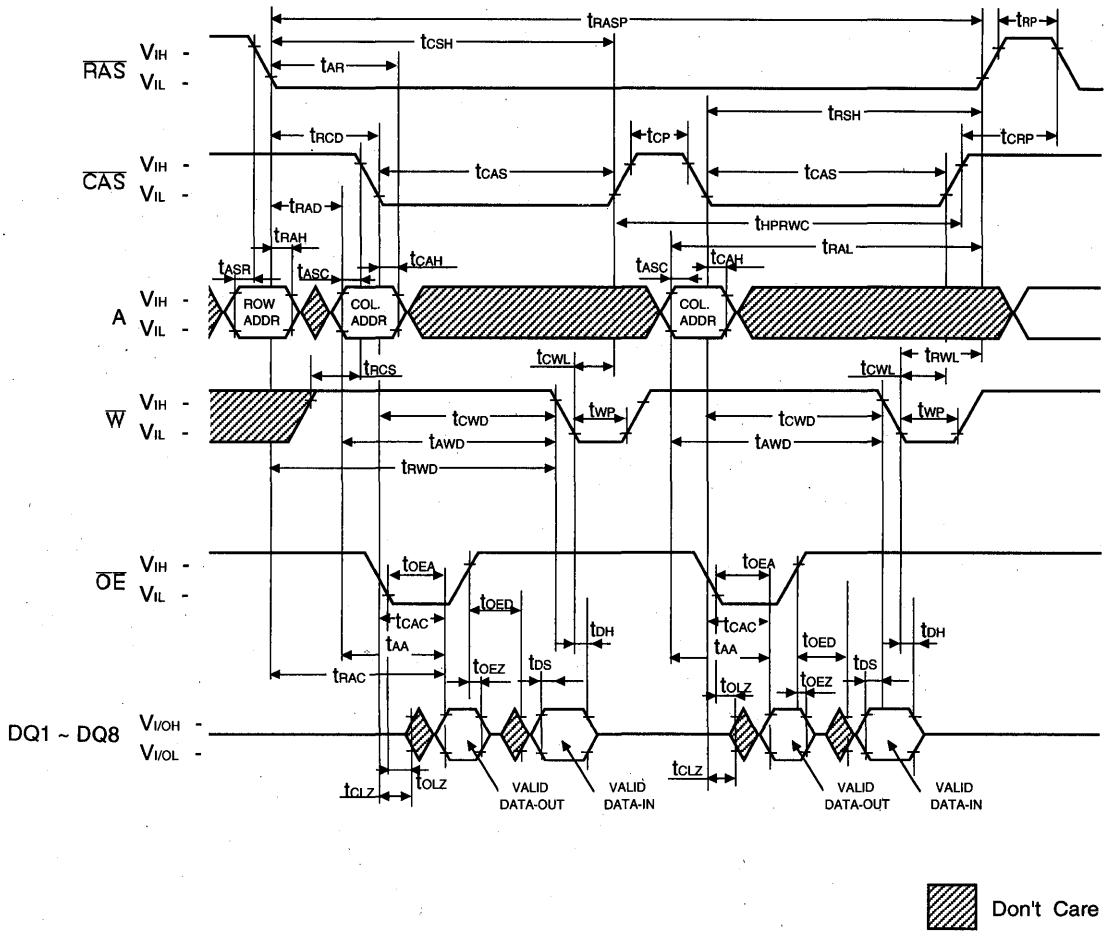 tRASP
tRP
tCSH
tAR
RAS
VIH -
VIL -
tRSH
tRCD
tCP
tCRP
CAS
VIH -
VIL -
tCAS
tCAS
tRAD
tHPRWC
tRAH
tRAL
tASR
tASC
tCAH
tASC
tCAH
A
VIH -
VIL -
ROW ADDR
COL. ADDR
COL. ADDR
tRCS
tCWL
tCWL
tRWL
W
VIH -
VIL -
tCWD
tWP
tCWD
tWP
tAWD
tAWD
tRWD
OE
VIH -
VIL -
tOEA
tOEA
tCAC
tOED
tCAC
tOED
tAA
tDH
tAA
tDH
tRAC
tOEZ
tDS
tOLZ
tOEZ
tDS
DQ1 ~ DQ8
VI/OH -
VI/OL -
tCLZ
tOLZ
VALID DATA-OUT
VALID DATA-IN
tCLZ
VALID DATA-OUT
VALID DATA-IN
Don't Care